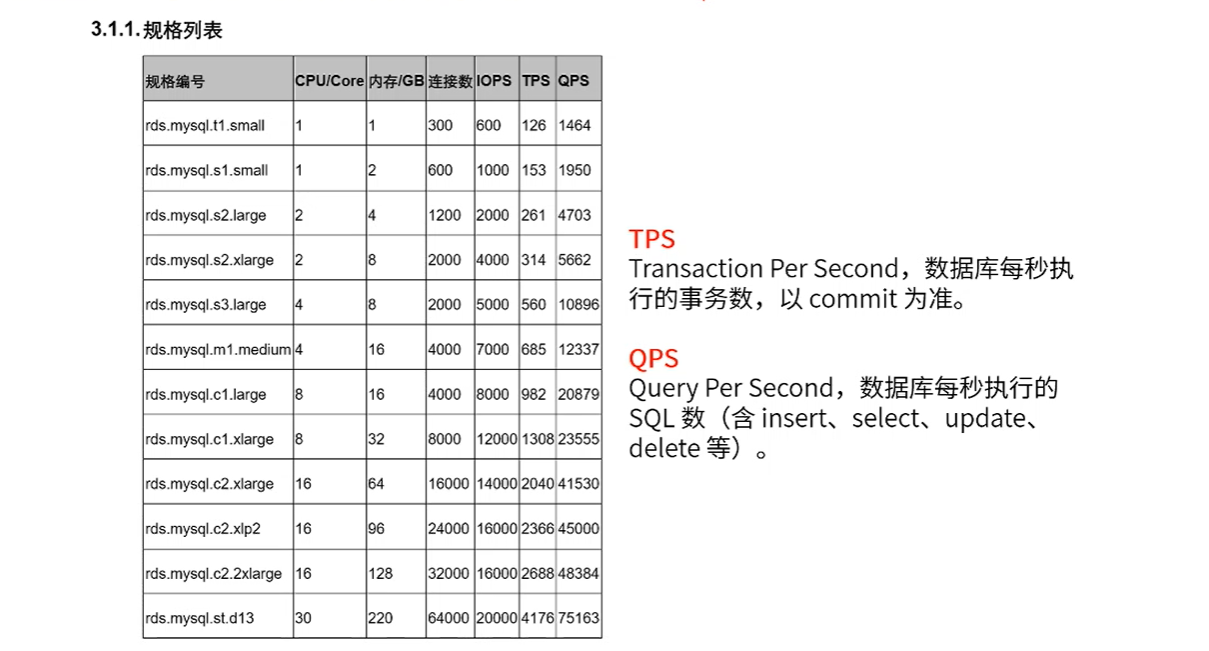 3.1.1.规格列表
规格编号 CPU/Core 内存/GB 连接数 IOPS TPS QPS
rds.mysql.t1.small 1 1 300 600 126 1464
rds.mysql.s1.small 1 2 600 1000 153 1950
rds.mysql.s2.large 2 4 1200 2000 261 4703
rds.mysql.s2.xlarge 2 8 2000 4000 314 5662
rds.mysql.s3.large 4 8 2000 5000 560 10896
rds.mysql.m1.medium 4 16 4000 7000 685 12337
rds.mysql.c1.large 8 16 4000 8000 982 20879
rds.mysql.c1.xlarge 8 32 8000 12000 1308 23555
rds.mysql.c2.xlarge 16 64 16000 14000 2040 41530
rds.mysql.c2.xlp2 16 96 24000 16000 2366 45000
rds.mysql.c2.2xlarge 16 128 32000 16000 2688 48384
rds.mysql.st.d13 30 220 64000 20000 4176 75163
TPS
Transaction Per Second，数据库每秒执
行的事务数，以 commit 为准。
QPS
Query Per Second，数据库每秒执行的
SQL 数（含 insert、select、update、
delete 等）。